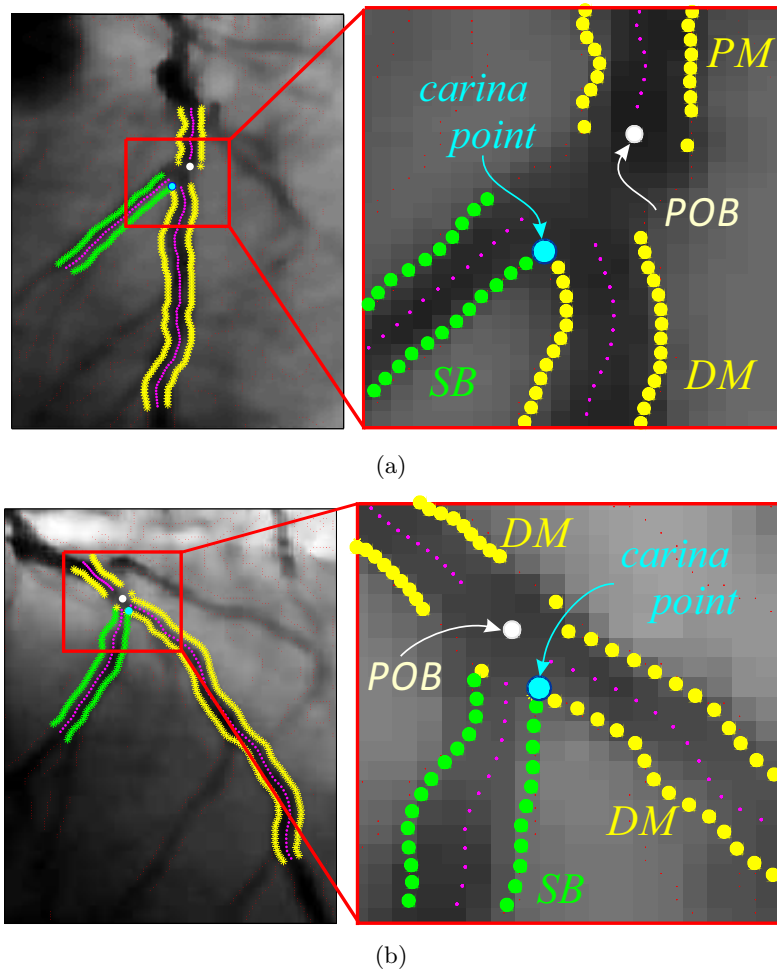 PM
carina
point
POB
SB
DM
(a)
DM
carina
point
POB
DM
SB
(b)